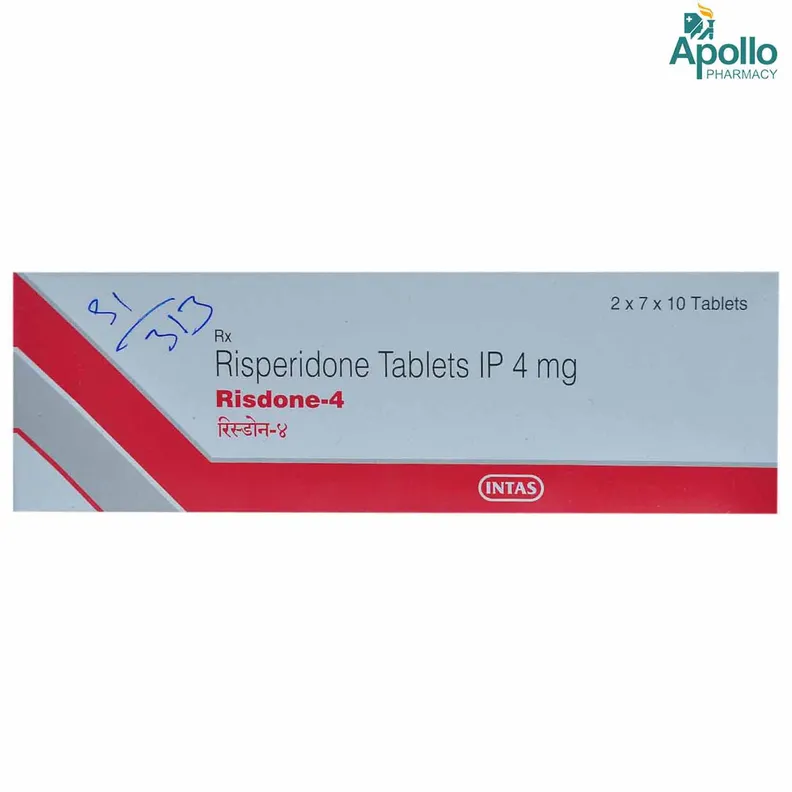 Apollo
PHARMACY
2 x 7 x 10 Tablets
Rx
Risperidone Tablets IP 4 mg
Risdone-4
रिस्डोन-४
INTAS